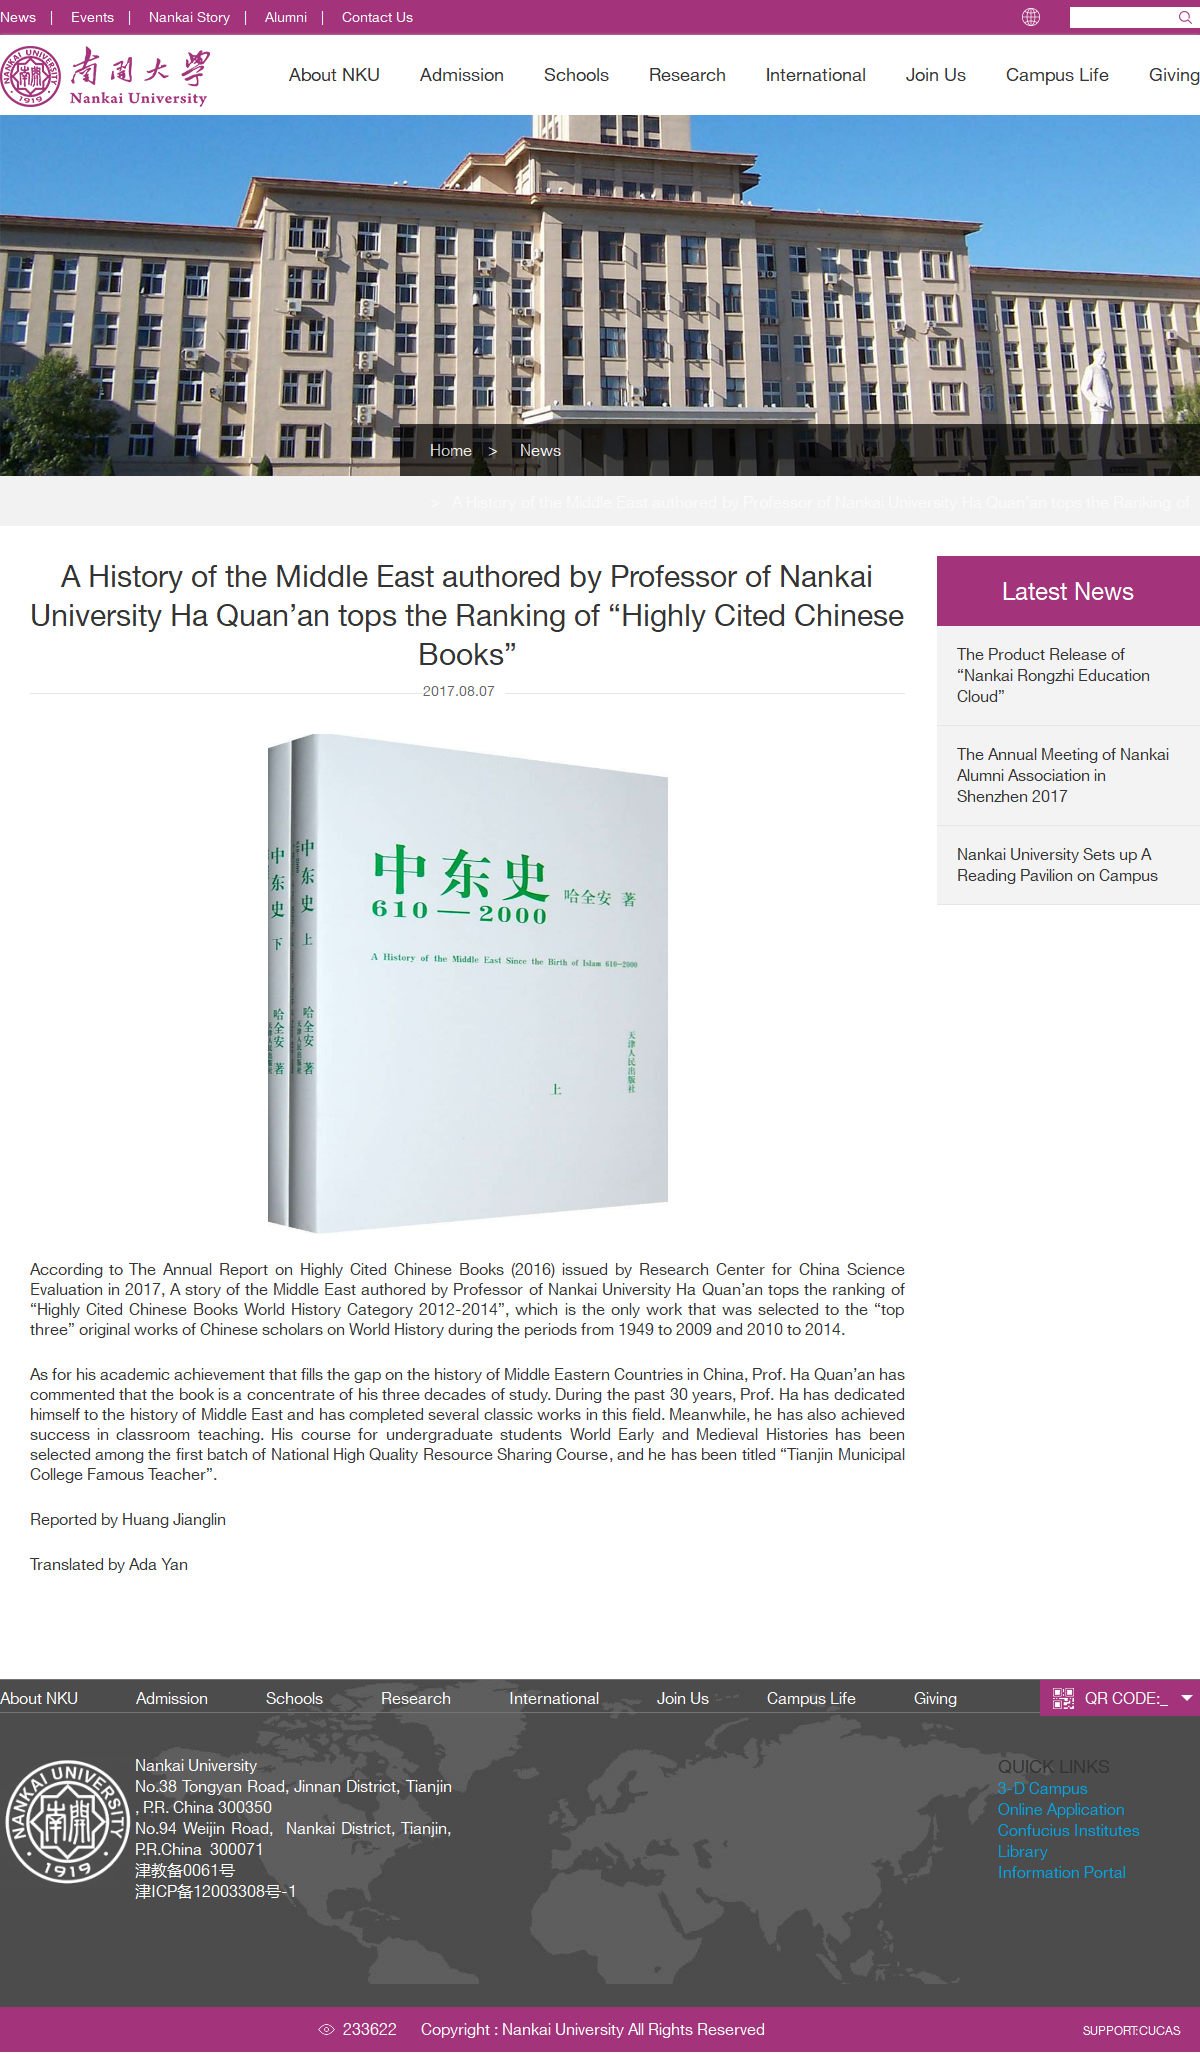 News | Events | Nankai Story | Alumni | Contact Us
NANKAI UNIVERSITY
南開
1919
南開大學
Nankai University
About NKU Admission Schools Research International Join Us Campus Life Giving
Home > News
> A History of the Middle East authored by Professor of Nankai University Ha Quan'an tops the Ranking of
A History of the Middle East authored by Professor of Nankai
University Ha Quan’an tops the Ranking of “Highly Cited Chinese
Books”
2017.08.07
Latest News
The Product Release of
“Nankai Rongzhi Education
Cloud”
The Annual Meeting of Nankai
Alumni Association in
Shenzhen 2017
Nankai University Sets up A
Reading Pavilion on Campus
中东史 下 哈全安 著
中东史 上 哈全安 著
天津人民出版社
中东史 哈全安 著
610—2000
A History of the Middle East Since the Birth of Islam 610-2000
天津人民出版社
上
According to The Annual Report on Highly Cited Chinese Books (2016) issued by Research Center for China Science
Evaluation in 2017, A story of the Middle East authored by Professor of Nankai University Ha Quan’an tops the ranking of
“Highly Cited Chinese Books World History Category 2012-2014”, which is the only work that was selected to the “top
three” original works of Chinese scholars on World History during the periods from 1949 to 2009 and 2010 to 2014.
As for his academic achievement that fills the gap on the history of Middle Eastern Countries in China, Prof. Ha Quan’an has
commented that the book is a concentrate of his three decades of study. During the past 30 years, Prof. Ha has dedicated
himself to the history of Middle East and has completed several classic works in this field. Meanwhile, he has also achieved
success in classroom teaching. His course for undergraduate students World Early and Medieval Histories has been
selected among the first batch of National High Quality Resource Sharing Course, and he has been titled “Tianjin Municipal
College Famous Teacher”.
Reported by Huang Jianglin
Translated by Ada Yan
About NKU Admission Schools Research International Join Us Campus Life Giving QR CODE:_
NANKAI UNIVERSITY
南開
1919
Nankai University
No.38 Tongyan Road, Jinnan District, Tianjin
, P.R. China 300350
No.94 Weijin Road, Nankai District, Tianjin,
P.R.China 300071
津教备0061号
津ICP备12003308号-1
QUICK LINKS
3-D Campus
Online Application
Confucius Institutes
Library
Information Portal
233622 Copyright : Nankai University All Rights Reserved
SUPPORT:CUCAS